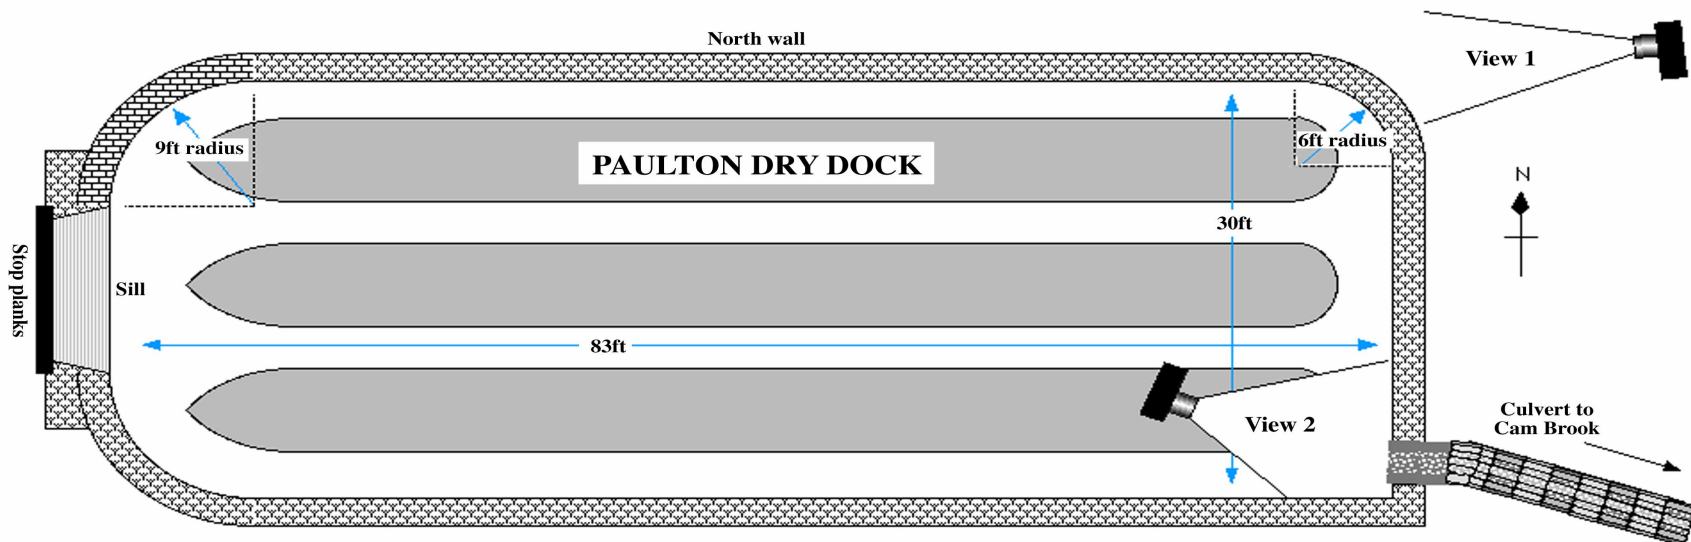 North wall
View 1
9ft radius
PAULTON DRY DOCK
6ft radius
N
30ft
Stop planks
Sill
83ft
View 2
Culvert to
Cam Brook